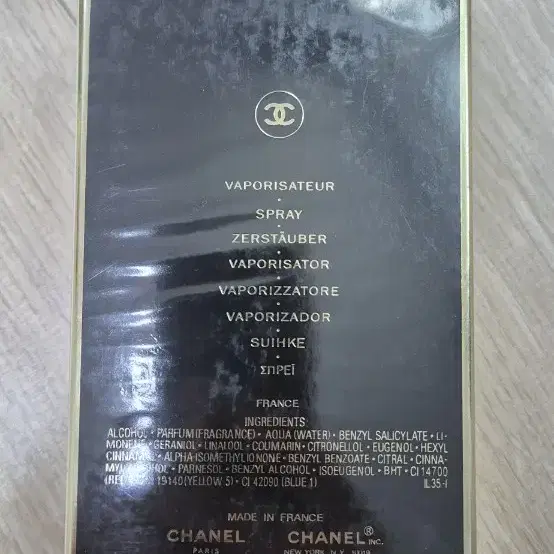 VAPORISATEUR
SPRAY
ZERSTÄUBER
VAPORISATOR
VAPORIZZATORE
VAPORIZADOR
SUIHKE
ΣΠΡΕΪ
FRANCE
INGREDIENTS
ALCOHOL • PARFUM (FRAGRANCE) • AQUA (WATER) • BENZYL SALICYLATE • LI-
MONENE • GERANIOL • LINALOOL • COUMARIN • CITRONELLOL • EUGENOL • HEXYL
CINNAMAL • ALPHA-ISOMETHYL IONONE • BENZYL BENZOATE • CITRAL • CINNA-
MYL ALCOHOL • FARNESOL • BENZYL ALCOHOL • ISOEUGENOL • BHT • CI 14700
(RED 19140 (YELLOW 5) • CI 42090 (BLUE 1) IL35-I
MADE IN FRANCE
CHANEL CHANEL® INC.
PARIS NEW YORK, N.Y.